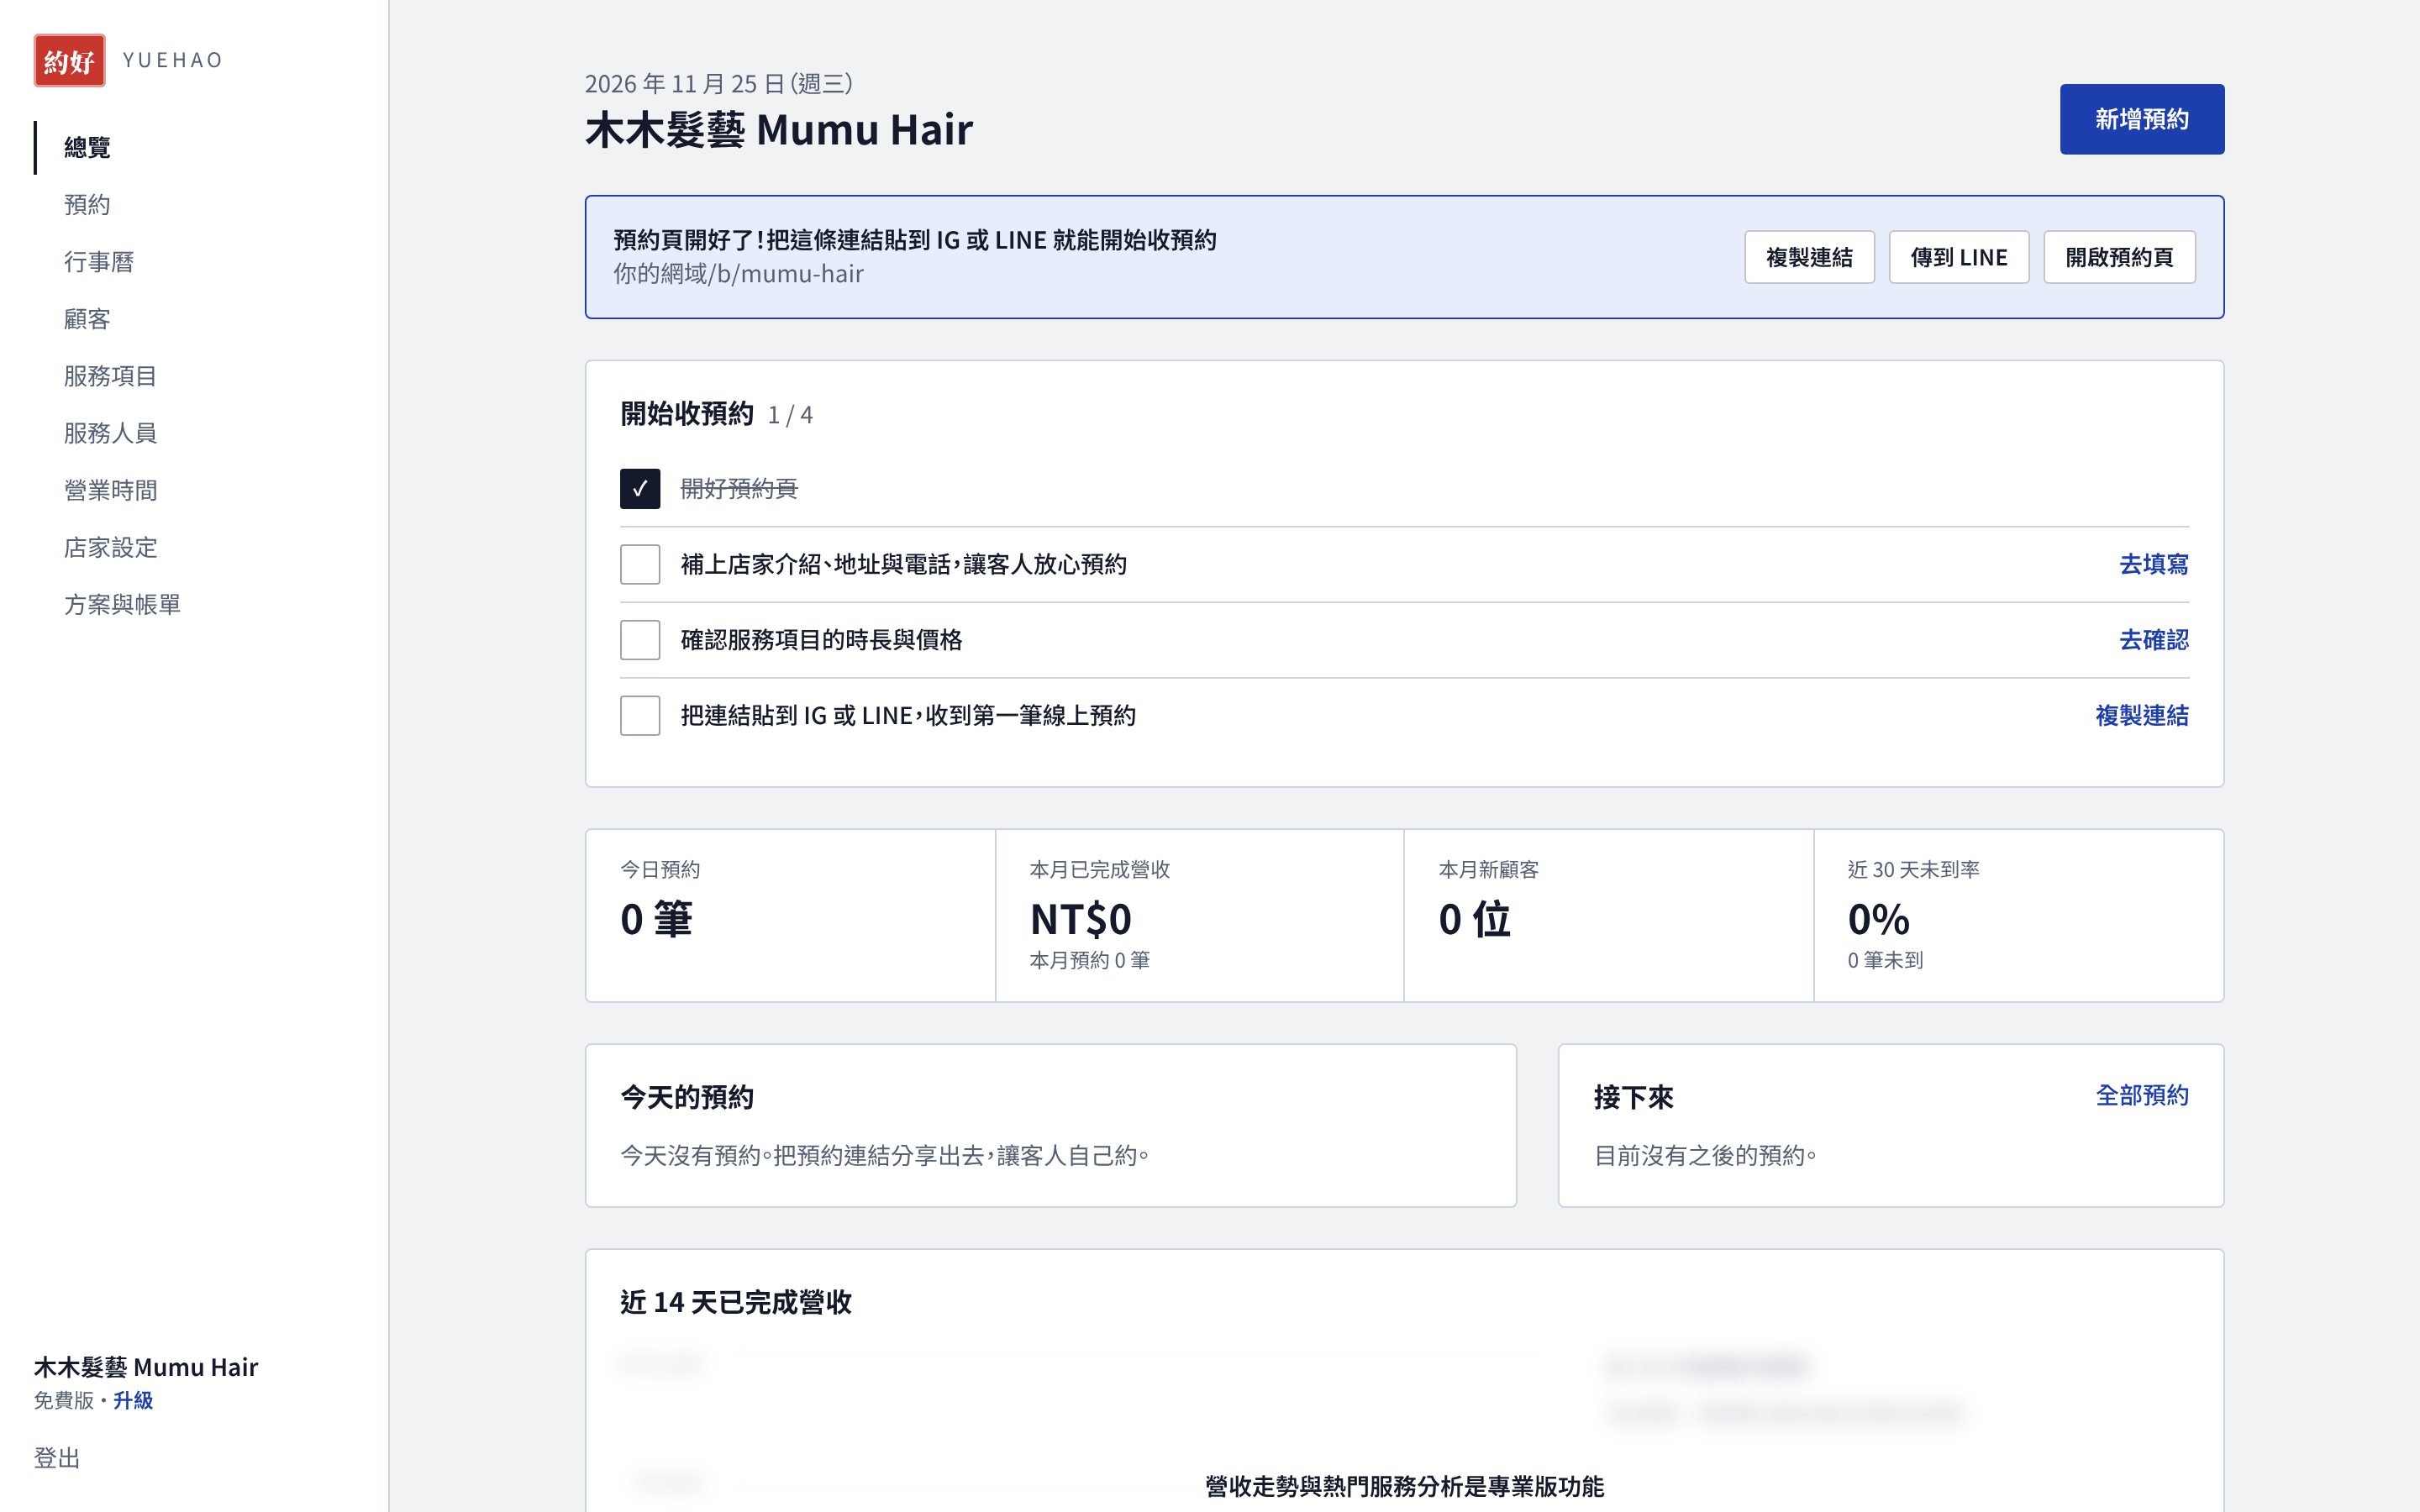 約好 YUEHAO
總覽
預約
行事曆
顧客
服務項目
服務人員
營業時間
店家設定
方案與帳單
木木髮藝 Mumu Hair
免費版・升級
登出
2026 年 11 月 25 日（週三）
木木髮藝 Mumu Hair
新增預約
預約頁開好了！把這條連結貼到 IG 或 LINE 就能開始收預約
你的網域/b/mumu-hair
複製連結
傳到 LINE
開啟預約頁
開始收預約 1 / 4
✓ 開好預約頁
補上店家介紹、地址與電話，讓客人放心預約
去填寫
確認服務項目的時長與價格
去確認
把連結貼到 IG 或 LINE，收到第一筆線上預約
複製連結
今日預約
0 筆
本月已完成營收
NT$0
本月預約 0 筆
本月新顧客
0 位
近 30 天未到率
0%
0 筆未到
今天的預約
今天沒有預約。把預約連結分享出去，讓客人自己約。
接下來
全部預約
目前沒有之後的預約。
近 14 天已完成營收
營收走勢與熱門服務分析是專業版功能